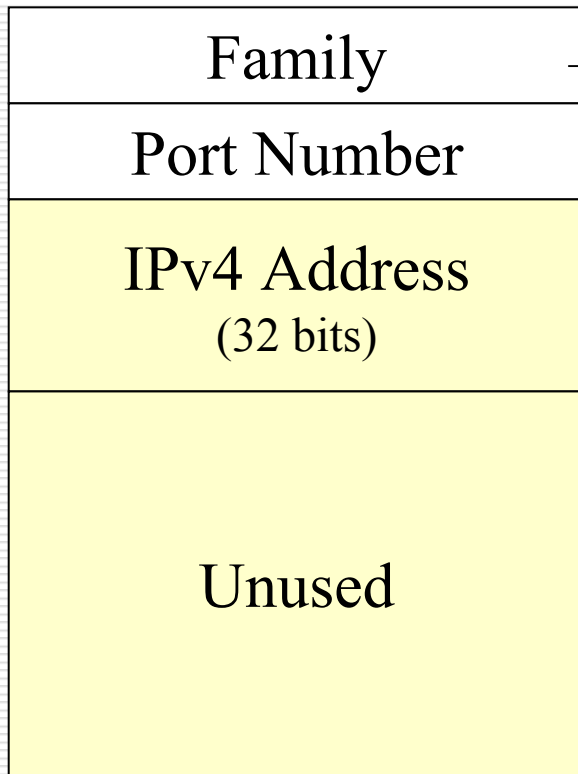 Family
Port Number
IPv4 Address
(32 bits)
Unused